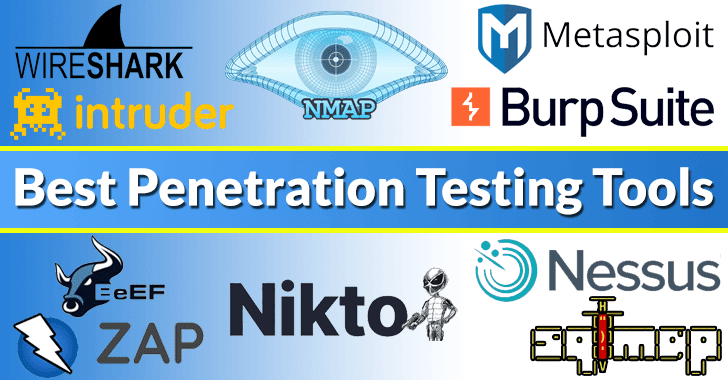 WIRESHARK
intruder
NMAP
Metasploit
Burp Suite
Best Penetration Testing Tools
BeEF
ZAP
Nikto
Nessus
sqlmap